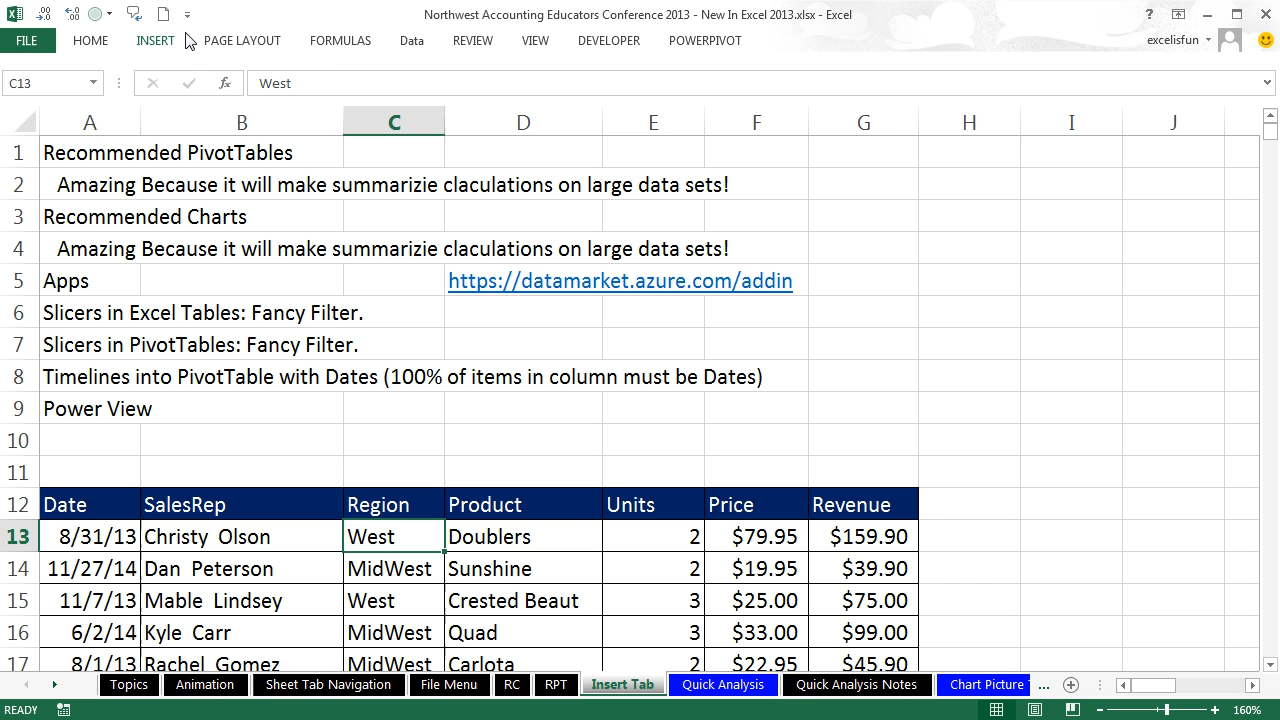 Northwest Accounting Educators Conference 2013 - New In Excel 2013.xlsx - Excel
FILE HOME INSERT PAGE LAYOUT FORMULAS Data REVIEW VIEW DEVELOPER POWERPIVOT excelisfun
C13 fx West
A B C D E F G H I J
1 Recommended PivotTables
2 Amazing Because it will make summarizie claculations on large data sets!
3 Recommended Charts
4 Amazing Because it will make summarizie claculations on large data sets!
5 Apps https://datamarket.azure.com/addin
6 Slicers in Excel Tables: Fancy Filter.
7 Slicers in PivotTables: Fancy Filter.
8 Timelines into PivotTable with Dates (100% of items in column must be Dates)
9 Power View
10
11
12 Date SalesRep Region Product Units Price Revenue
13 8/31/13 Christy Olson West Doublers 2 $79.95 $159.90
14 11/27/14 Dan Peterson MidWest Sunshine 2 $19.95 $39.90
15 11/7/13 Mable Lindsey West Crested Beaut 3 $25.00 $75.00
16 6/2/14 Kyle Carr MidWest Quad 3 $33.00 $99.00
17 8/1/13 Rachel Gomez MidWest Carlota 2 $22.95 $45.90
Topics Animation Sheet Tab Navigation File Menu RC RPT Insert Tab Quick Analysis Quick Analysis Notes Chart Picture ...
READY 160%